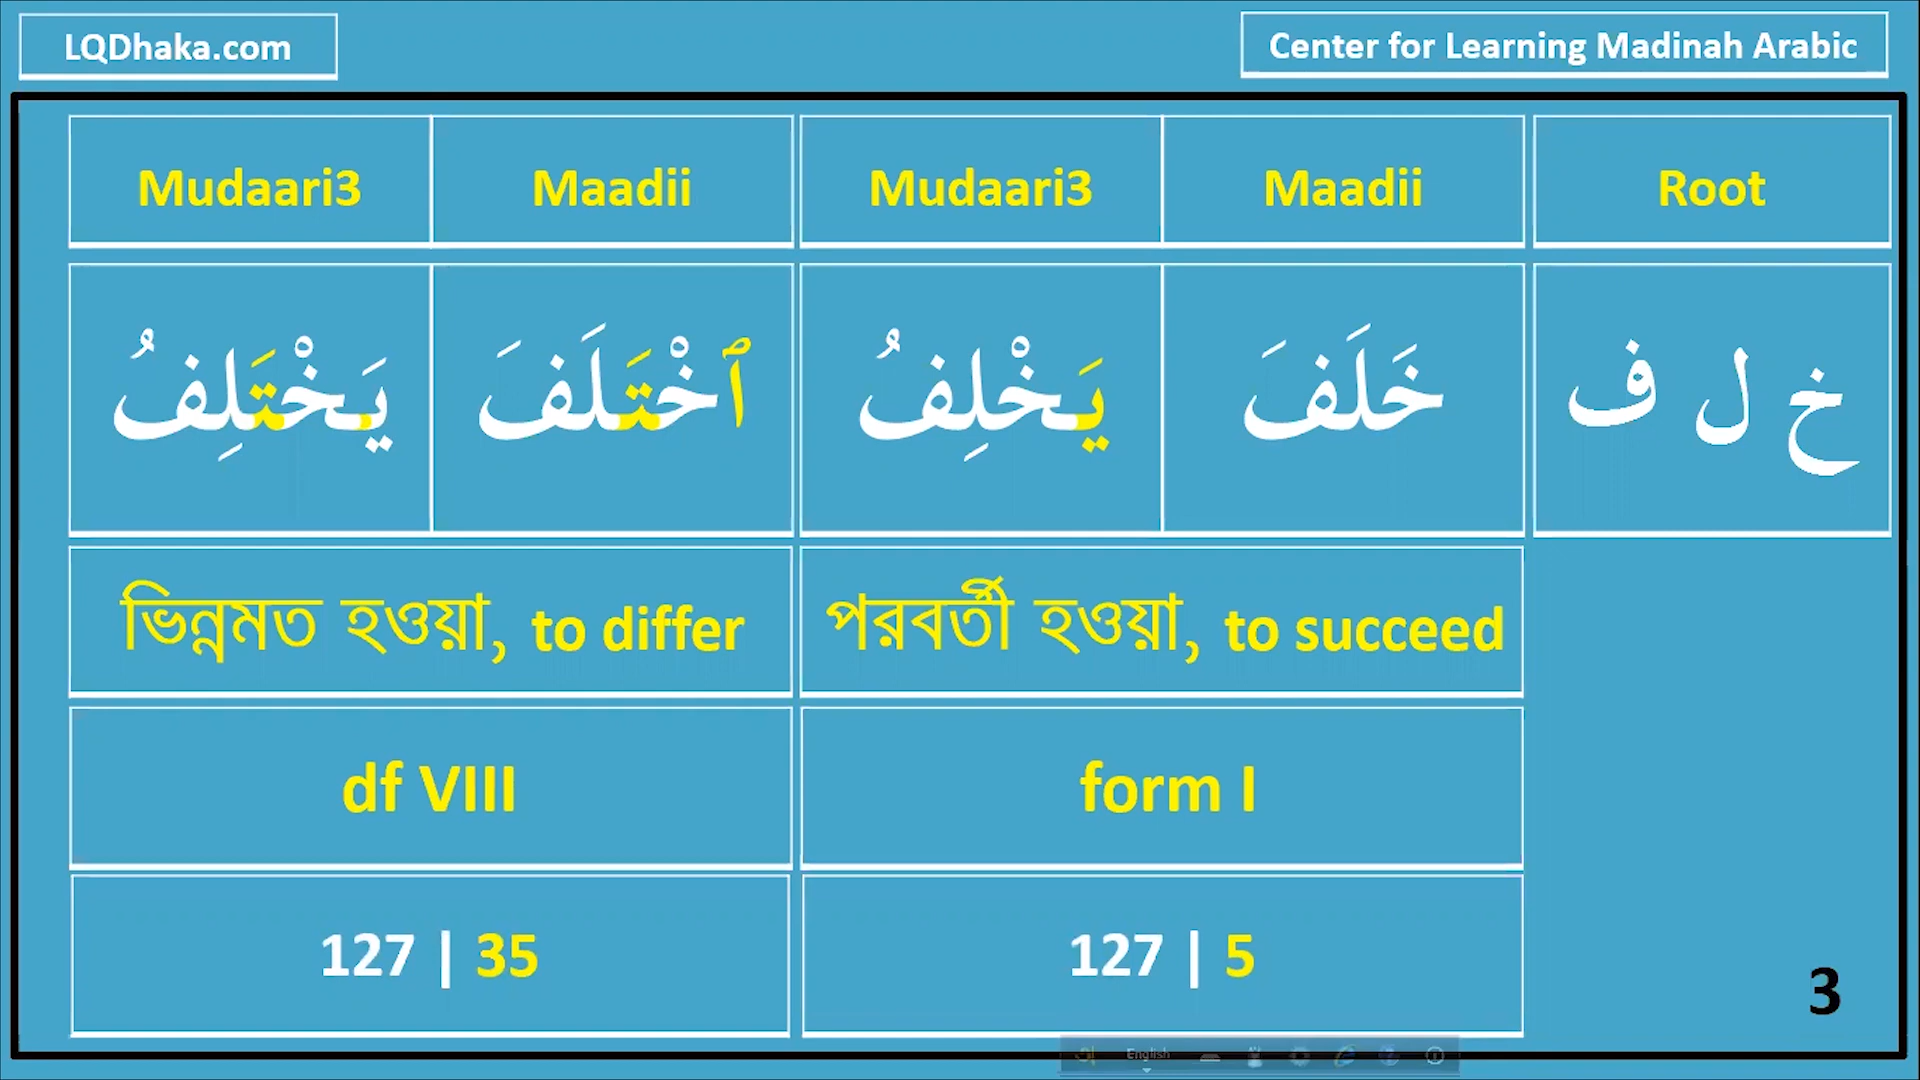 LQDhaka.com
Center for Learning Madinah Arabic
Mudaari3 Maadii Mudaari3 Maadii Root
يَخْتَلِفُ ٱخْتَلَفَ يَخْلِفُ خَلَفَ خ ل ف
ভিন্নমত হওয়া, to differ পরবর্তী হওয়া, to succeed
df VIII form I
127 | 35 127 | 5
3
English